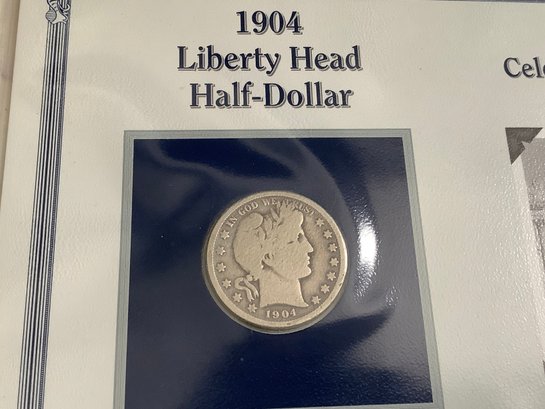 1904
Liberty Head
Half-Dollar
Cele
IN GOD WE TRUST
1904